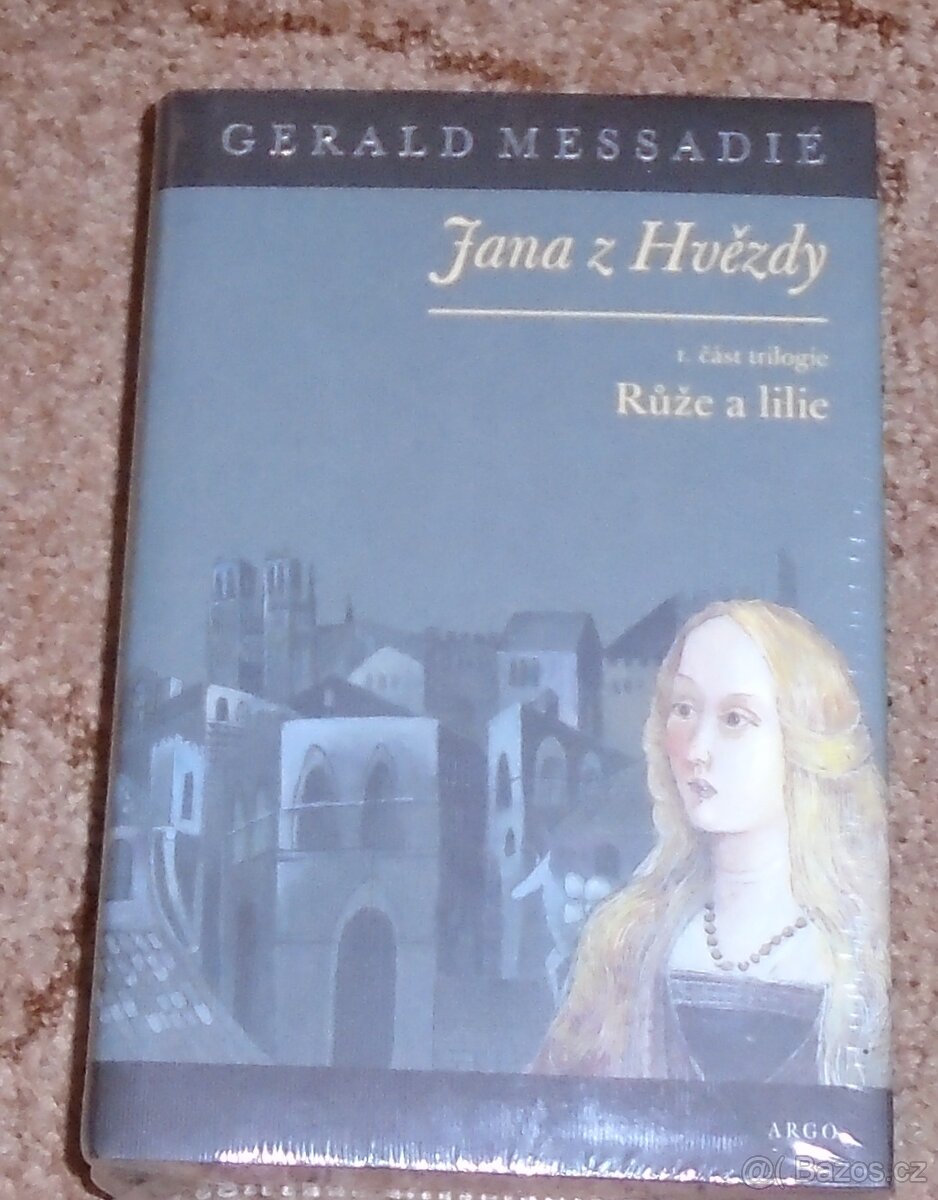 GERALD MESSADIÉ
Jana z Hvězdy
1. část trilogie
Růže a lilie
ARGO
@( Bazos.cz